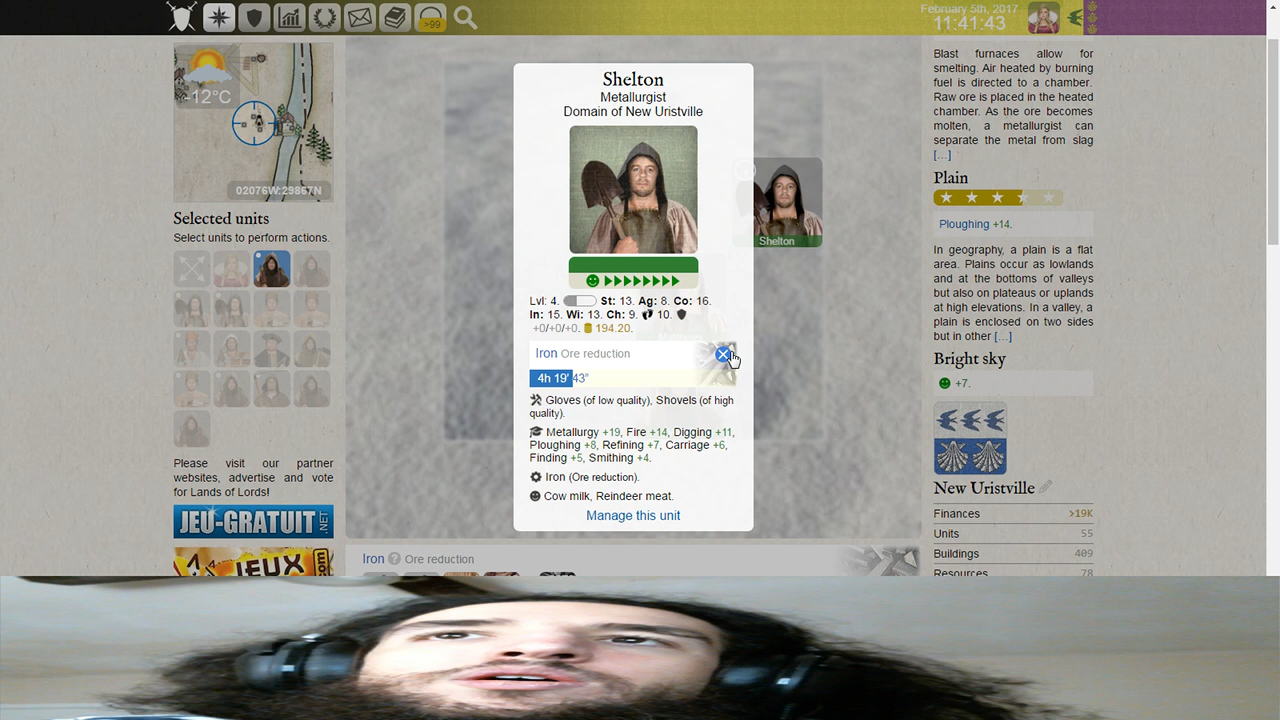 February 5th, 2017
11:41:43
>99
-12°C
02076W:29867N
Selected units
Select units to perform actions.
Please visit our partner
websites, advertise and vote
for Lands of Lords!
JEU-GRATUIT.NET
JEUX
.com
Shelton
Metallurgist
Domain of New Uristville
Lvl: 4. St: 13. Ag: 8. Co: 16.
In: 15. Wi: 13. Ch: 9. 10.
+0/+0/+0. 194.20.
Iron Ore reduction
4h 19' 43"
Gloves (of low quality), Shovels (of high
quality).
Metallurgy +19, Fire +14, Digging +11,
Ploughing +8, Refining +7, Carriage +6,
Finding +5, Smithing +4.
Iron (Ore reduction).
Cow milk, Reindeer meat.
Manage this unit
Shelton
Iron ? Ore reduction
Blast furnaces allow for
smelting. Air heated by burning
fuel is directed to a chamber.
Raw ore is placed in the heated
chamber. As the ore becomes
molten, a metallurgist can
separate the metal from slag
[...]
Plain
Ploughing +14.
In geography, a plain is a flat
area. Plains occur as lowlands
and at the bottoms of valleys
but also on plateaus or uplands
at high elevations. In a valley, a
plain is enclosed on two sides
but in other [...]
Bright sky
+7.
New Uristville
Finances >19K
Units 55
Buildings 409
Resources 78